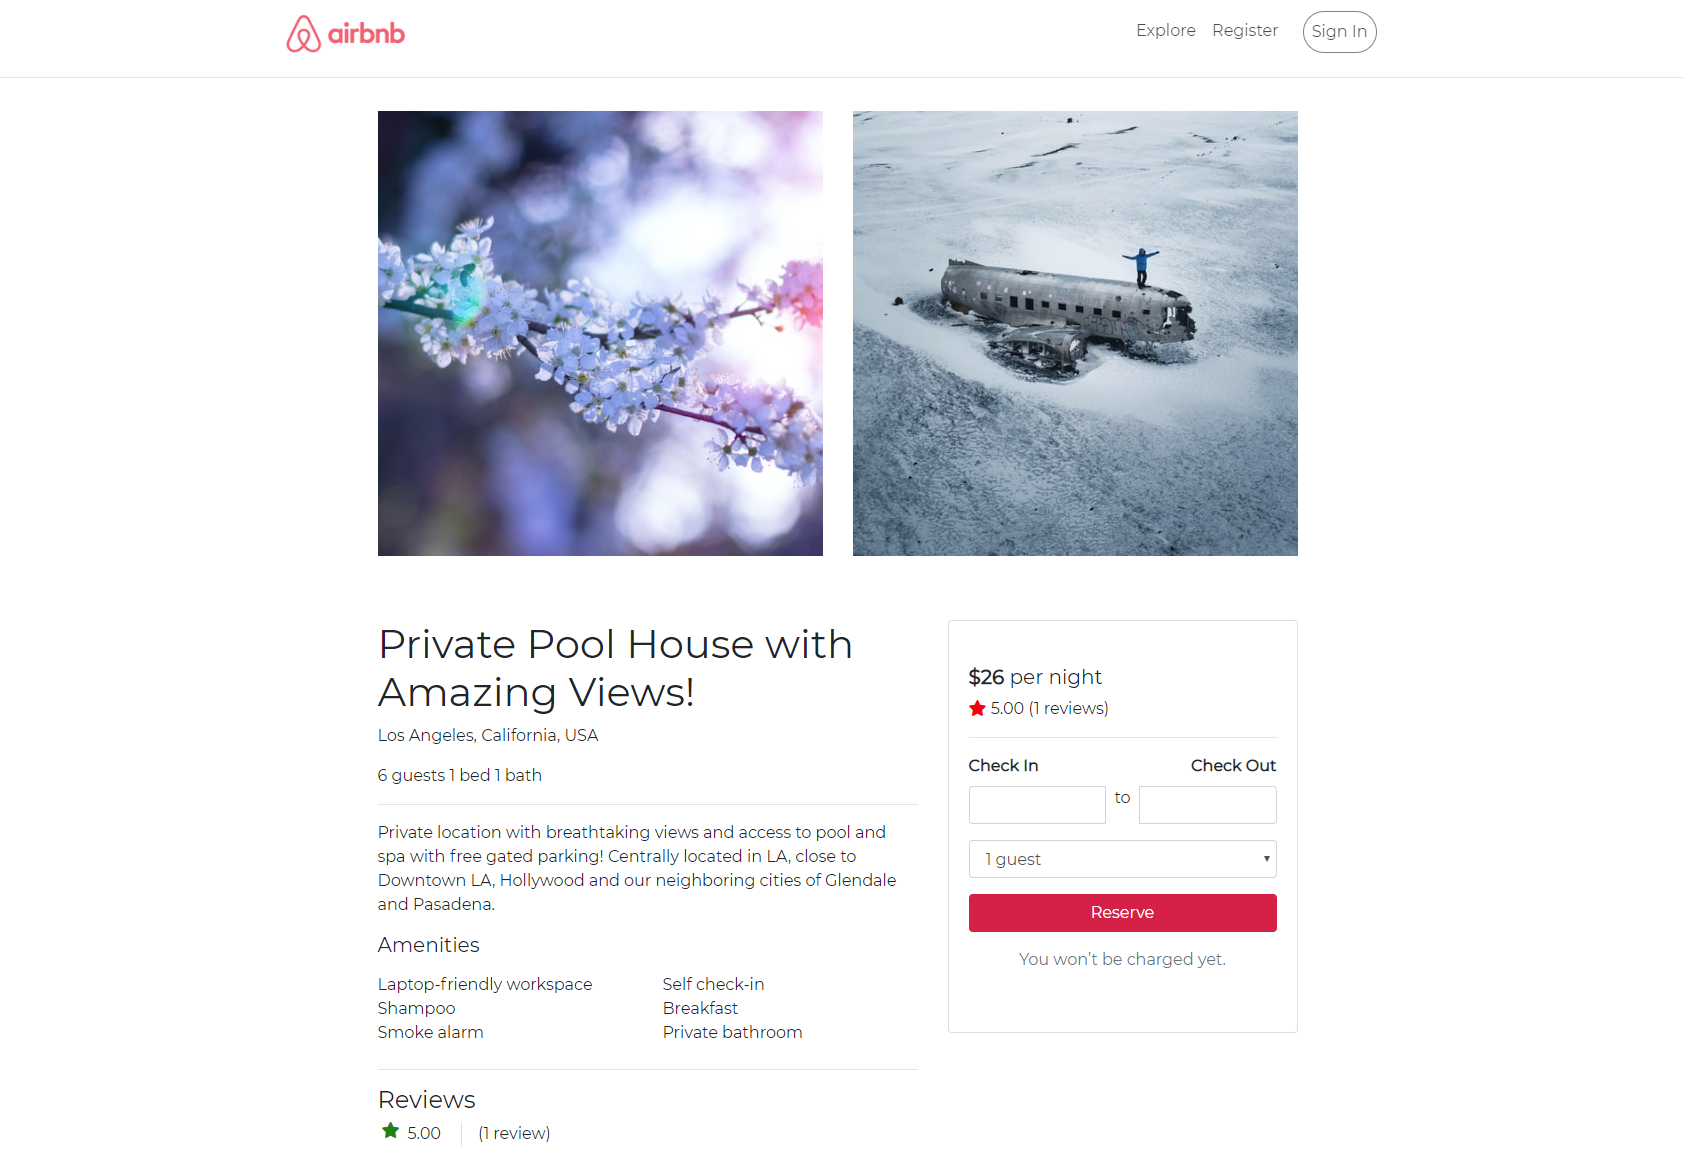 airbnb
Explore Register Sign In
Private Pool House with
Amazing Views!
Los Angeles, California, USA
6 guests 1 bed 1 bath
Private location with breathtaking views and access to pool and
spa with free gated parking! Centrally located in LA, close to
Downtown LA, Hollywood and our neighboring cities of Glendale
and Pasadena.
Amenities
Laptop-friendly workspace Self check-in
Shampoo Breakfast
Smoke alarm Private bathroom
Reviews
5.00 (1 review)
$26 per night
5.00 (1 reviews)
Check In Check Out
to
1 guest
Reserve
You won’t be charged yet.